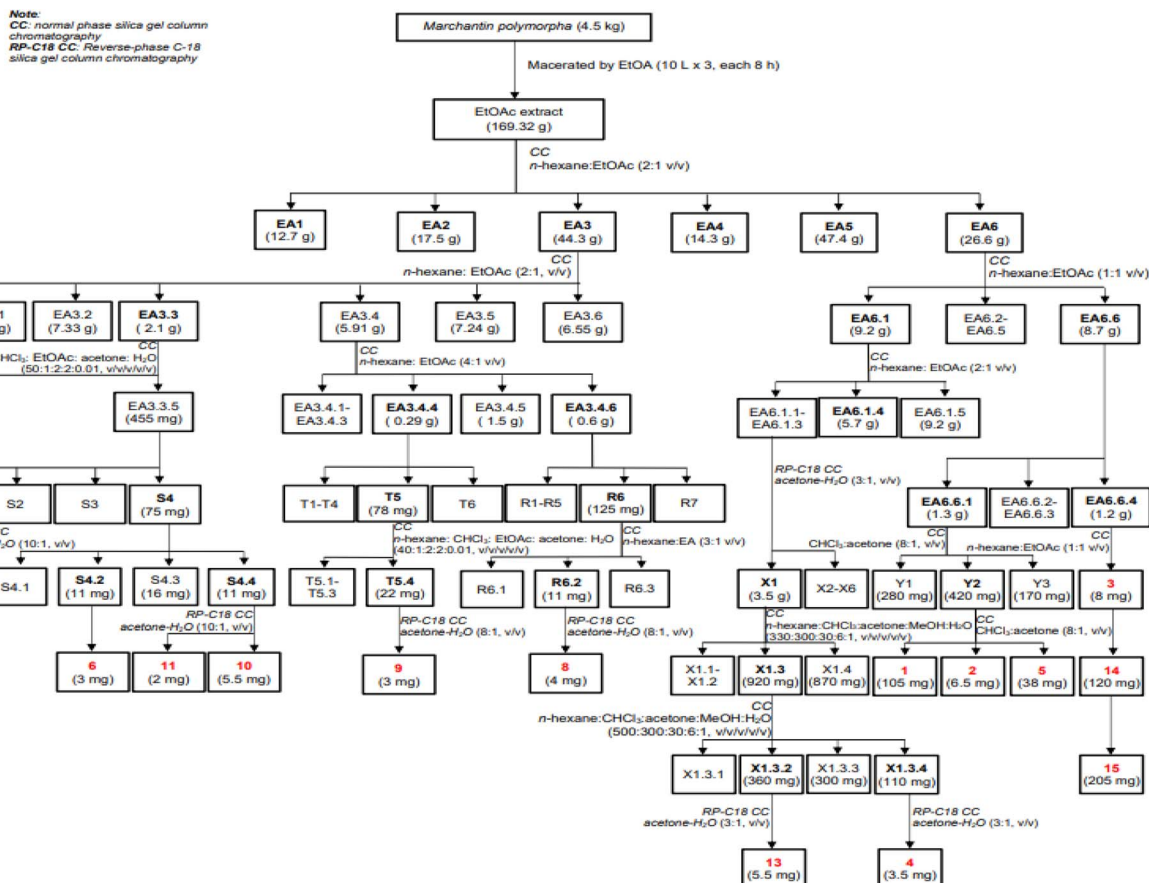 Note:
CC: normal phase silica gel column
chromatography
RP-C18 CC: Reverse-phase C-18
silica gel column chromatography
Marchantin polymorpha (4.5 kg)
Macerated by EtOA (10 L x 3, each 8 h)
EtOAc extract
(169.32 g)
CC
n-hexane:EtOAc (2:1 v/v)
EA1
(12.7 g)
EA2
(17.5 g)
EA3
(44.3 g)
EA4
(14.3 g)
EA5
(47.4 g)
EA6
(26.6 g)
CC
n-hexane: EtOAc (2:1, v/v)
CC
n-hexane:EtOAc (1:1 v/v)
1
g)
EA3.2
(7.33 g)
EA3.3
( 2.1 g)
EA3.4
(5.91 g)
EA3.5
(7.24 g)
EA3.6
(6.55 g)
EA6.1
(9.2 g)
EA6.2-
EA6.5
EA6.6
(8.7 g)
CC
HCl₃: EtOAc: acetone: H₂O
(50:1:2:2:0.01, v/v/v/v/v)
CC
n-hexane: EtOAc (4:1 v/v)
CC
n-hexane: EtOAc (2:1 v/v)
EA3.3.5
(455 mg)
EA3.4.1-
EA3.4.3
EA3.4.4
( 0.29 g)
EA3.4.5
( 1.5 g)
EA3.4.6
( 0.6 g)
EA6.1.1-
EA6.1.3
EA6.1.4
(5.7 g)
EA6.1.5
(9.2 g)
RP-C18 CC
acetone-H₂O (3:1, v/v)
S2
S3
S4
(75 mg)
T1-T4
T5
(78 mg)
T6
R1-R5
R6
(125 mg)
R7
EA6.6.1
(1.3 g)
EA6.6.2-
EA6.6.3
EA6.6.4
(1.2 g)
CC
₂O (10:1, v/v)
CC
n-hexane: CHCl₃: EtOAc: acetone: H₂O
(40:1:2:2:0.01, v/v/v/v/v)
CC
n-hexane:EA (3:1 v/v)
CC
CHCl₃:acetone (8:1, v/v)
CC
n-hexane:EtOAc (1:1 v/v)
S4.1
S4.2
(11 mg)
S4.3
(16 mg)
S4.4
(11 mg)
T5.1-
T5.3
T5.4
(22 mg)
R6.1
R6.2
(11 mg)
R6.3
X1
(3.5 g)
X2-X6
Y1
(280 mg)
Y2
(420 mg)
Y3
(170 mg)
3
(8 mg)
RP-C18 CC
acetone-H₂O (10:1, v/v)
RP-C18 CC
acetone-H₂O (8:1, v/v)
RP-C18 CC
acetone-H₂O (8:1, v/v)
CC
n-hexane:CHCl₃:acetone:MeOH:H₂O
(330:300:30:6:1, v/v/v/v/v)
CC
CHCl₃:acetone (8:1, v/v)
6
(3 mg)
11
(2 mg)
10
(5.5 mg)
9
(3 mg)
8
(4 mg)
X1.1-
X1.2
X1.3
(920 mg)
X1.4
(870 mg)
1
(105 mg)
2
(6.5 mg)
5
(38 mg)
14
(120 mg)
CC
n-hexane:CHCl₃:acetone:MeOH:H₂O
(500:300:30:6:1, v/v/v/v/v)
X1.3.1
X1.3.2
(360 mg)
X1.3.3
(300 mg)
X1.3.4
(110 mg)
15
(205 mg)
RP-C18 CC
acetone-H₂O (3:1, v/v)
RP-C18 CC
acetone-H₂O (3:1, v/v)
13
(5.5 mg)
4
(3.5 mg)